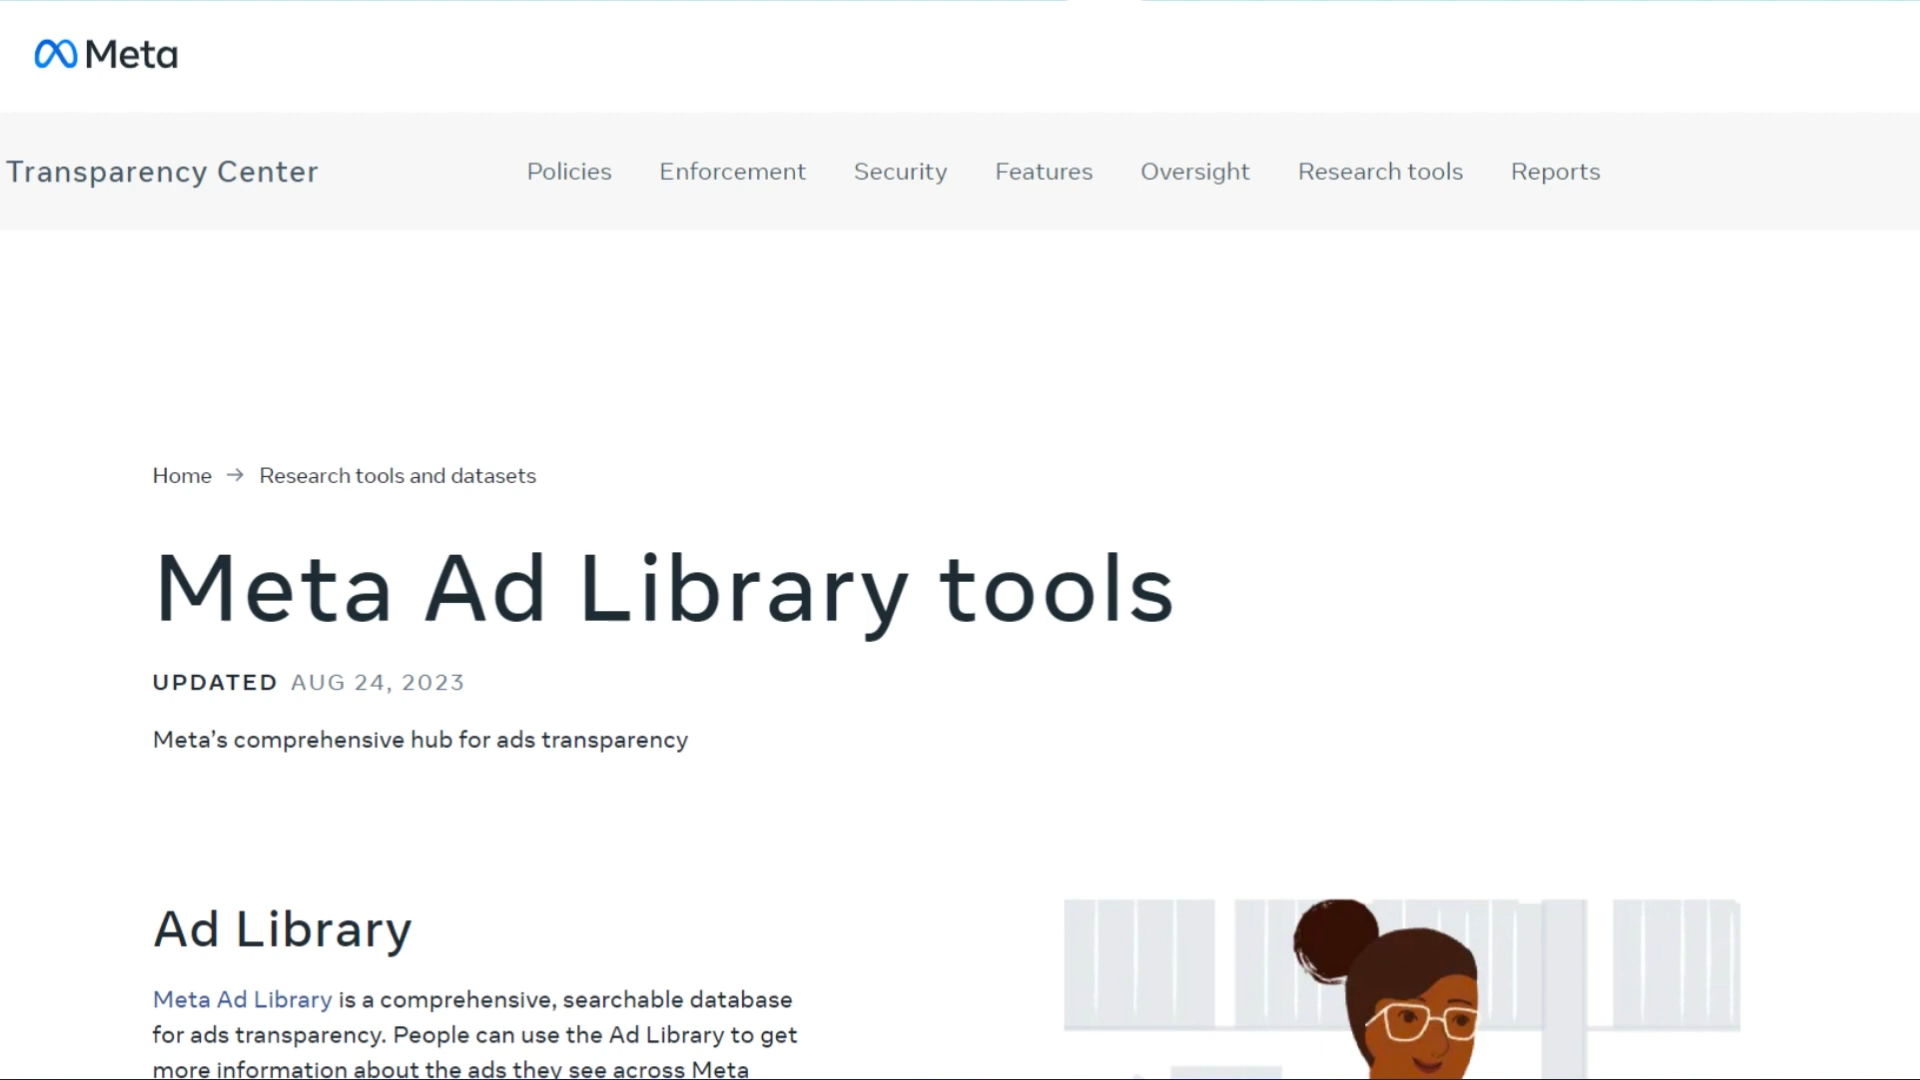 Meta
Transparency Center Policies Enforcement Security Features Oversight Research tools Reports
Home → Research tools and datasets
Meta Ad Library tools
UPDATED AUG 24, 2023
Meta’s comprehensive hub for ads transparency
Ad Library
Meta Ad Library is a comprehensive, searchable database
for ads transparency. People can use the Ad Library to get
more information about the ads they see across Meta